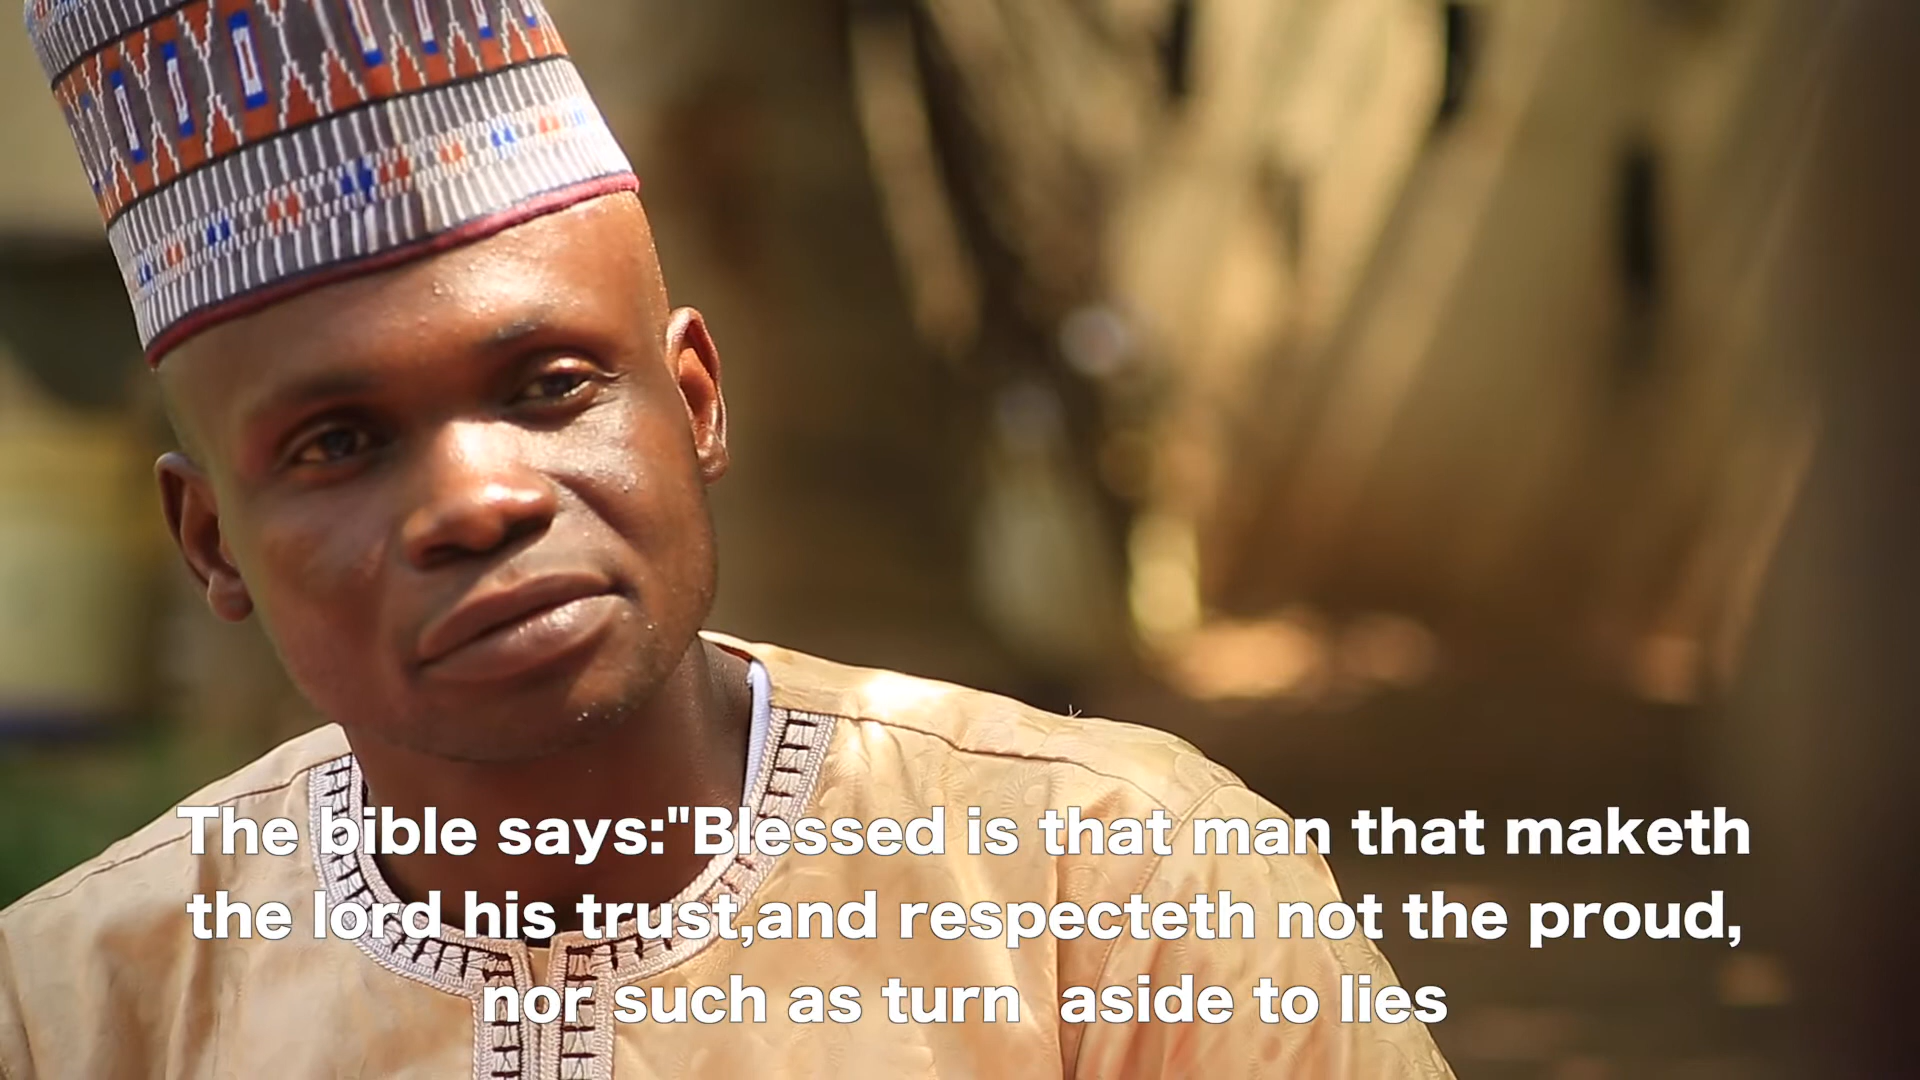 The bible says:"Blessed is that man that maketh
the lord his trust,and respecteth not the proud,
nor such as turn  aside to lies